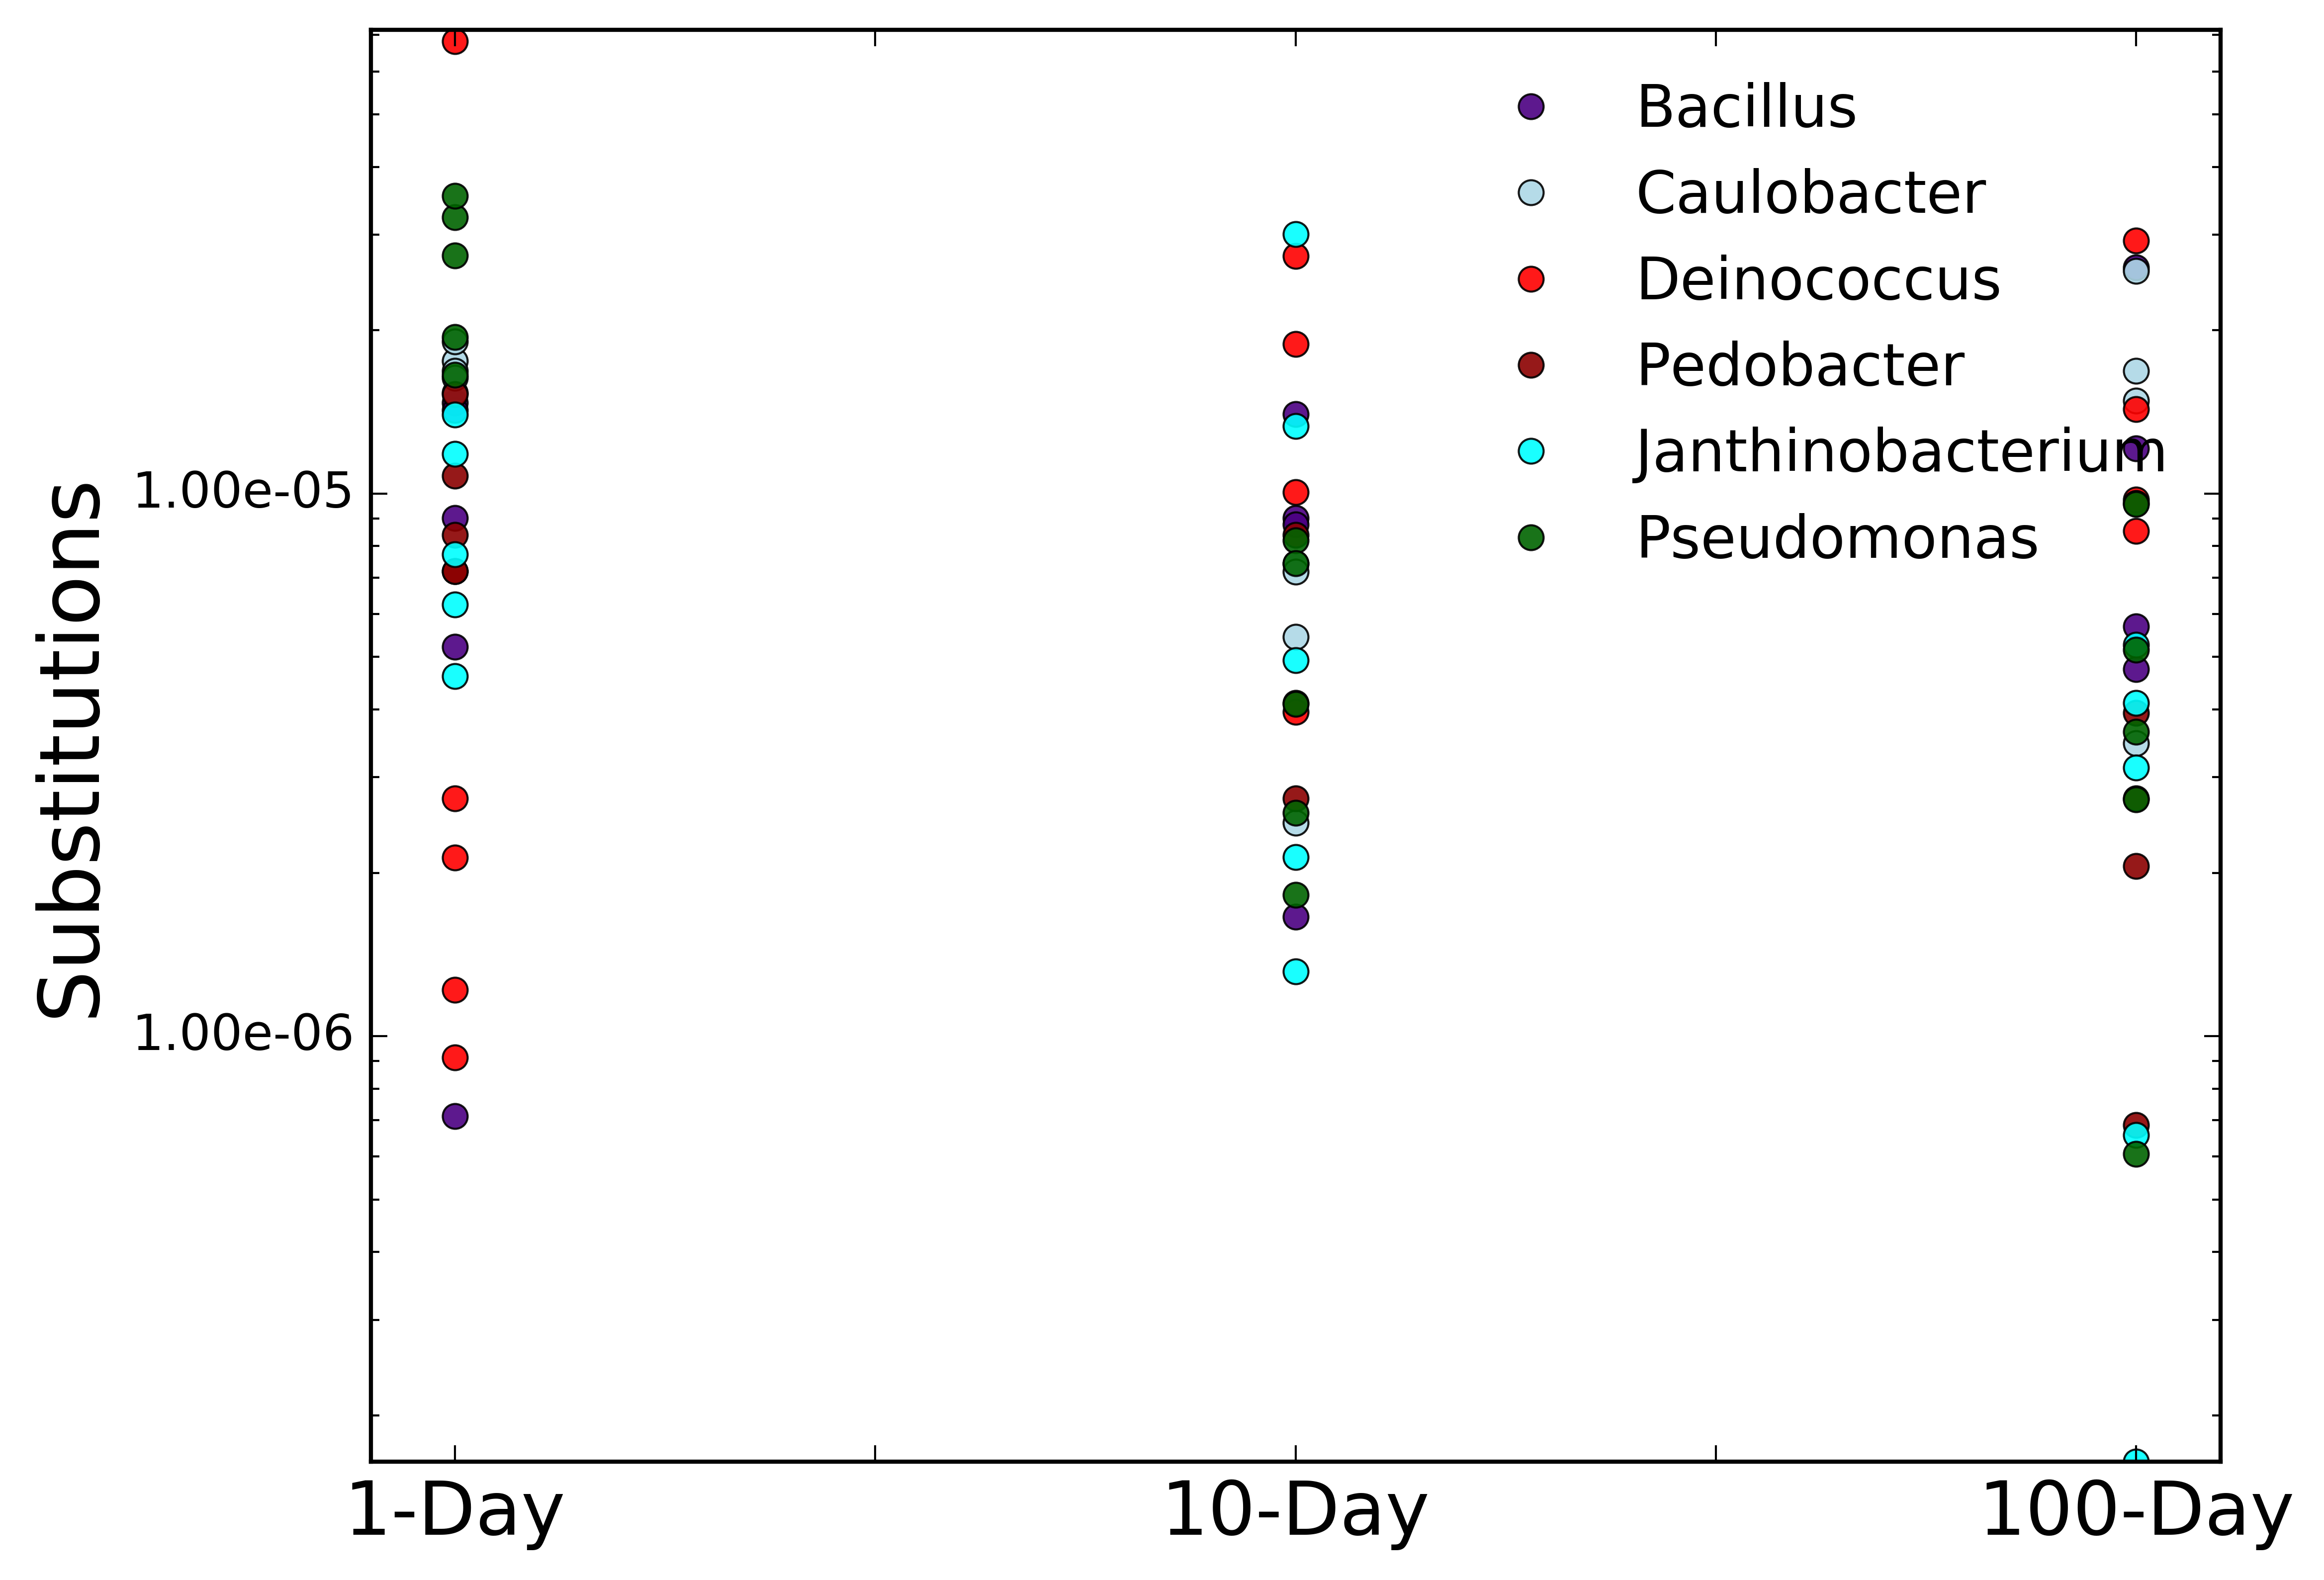 Substitutions
1.00e-05
1.00e-06
Bacillus
Caulobacter
Deinococcus
Pedobacter
Janthinobacterium
Pseudomonas
1-Day
10-Day
100-Day